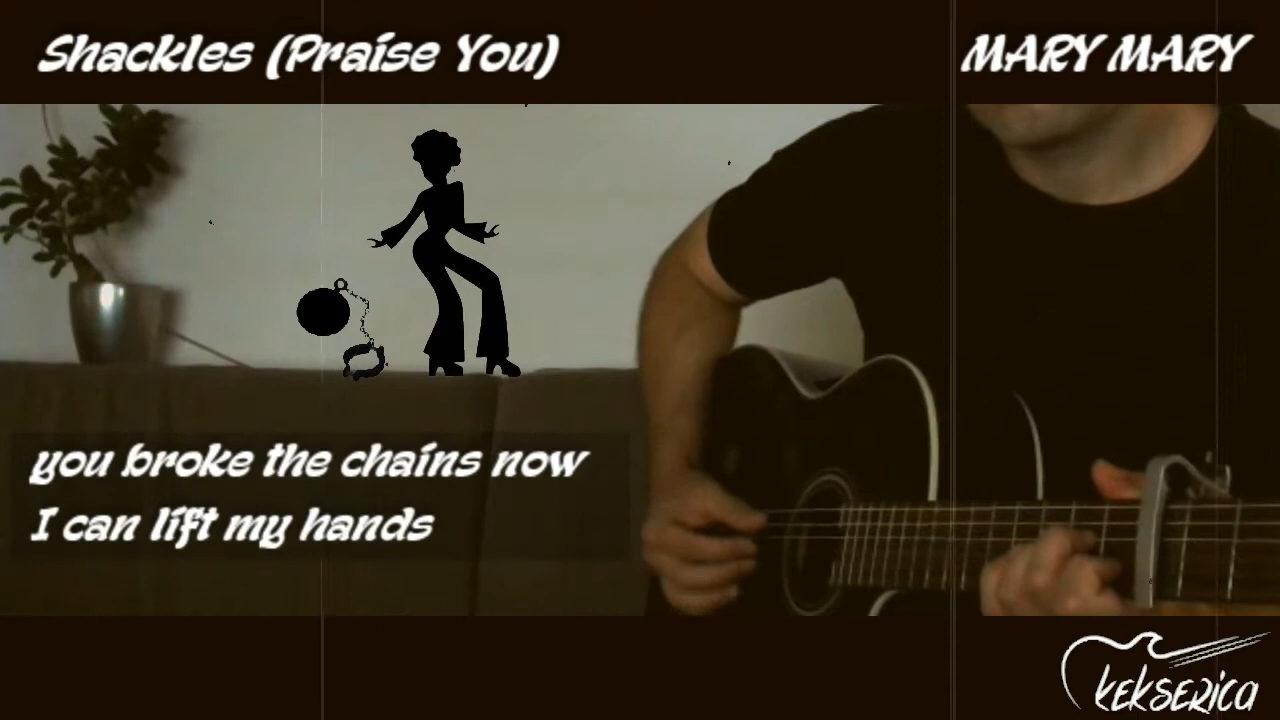 Shackles (Praise You)
MARY MARY
you broke the chains now
I can lift my hands
KEKSERICA